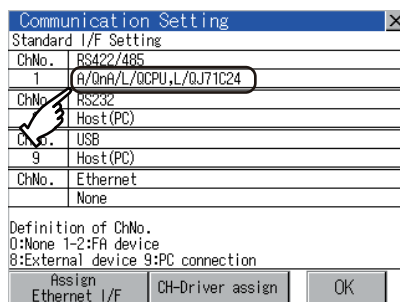 Communication Setting
Standard I/F Setting
ChNo. RS422/485
1 A/QnA/L/QCPU,L/QJ71C24
ChNo. RS232
Host(PC)
ChNo. USB
9 Host(PC)
ChNo. Ethernet
None
Definition of ChNo.
0:None 1-2:FA device
8:External device 9:PC connection
Assign
Ethernet I/F
CH-Driver assign
OK